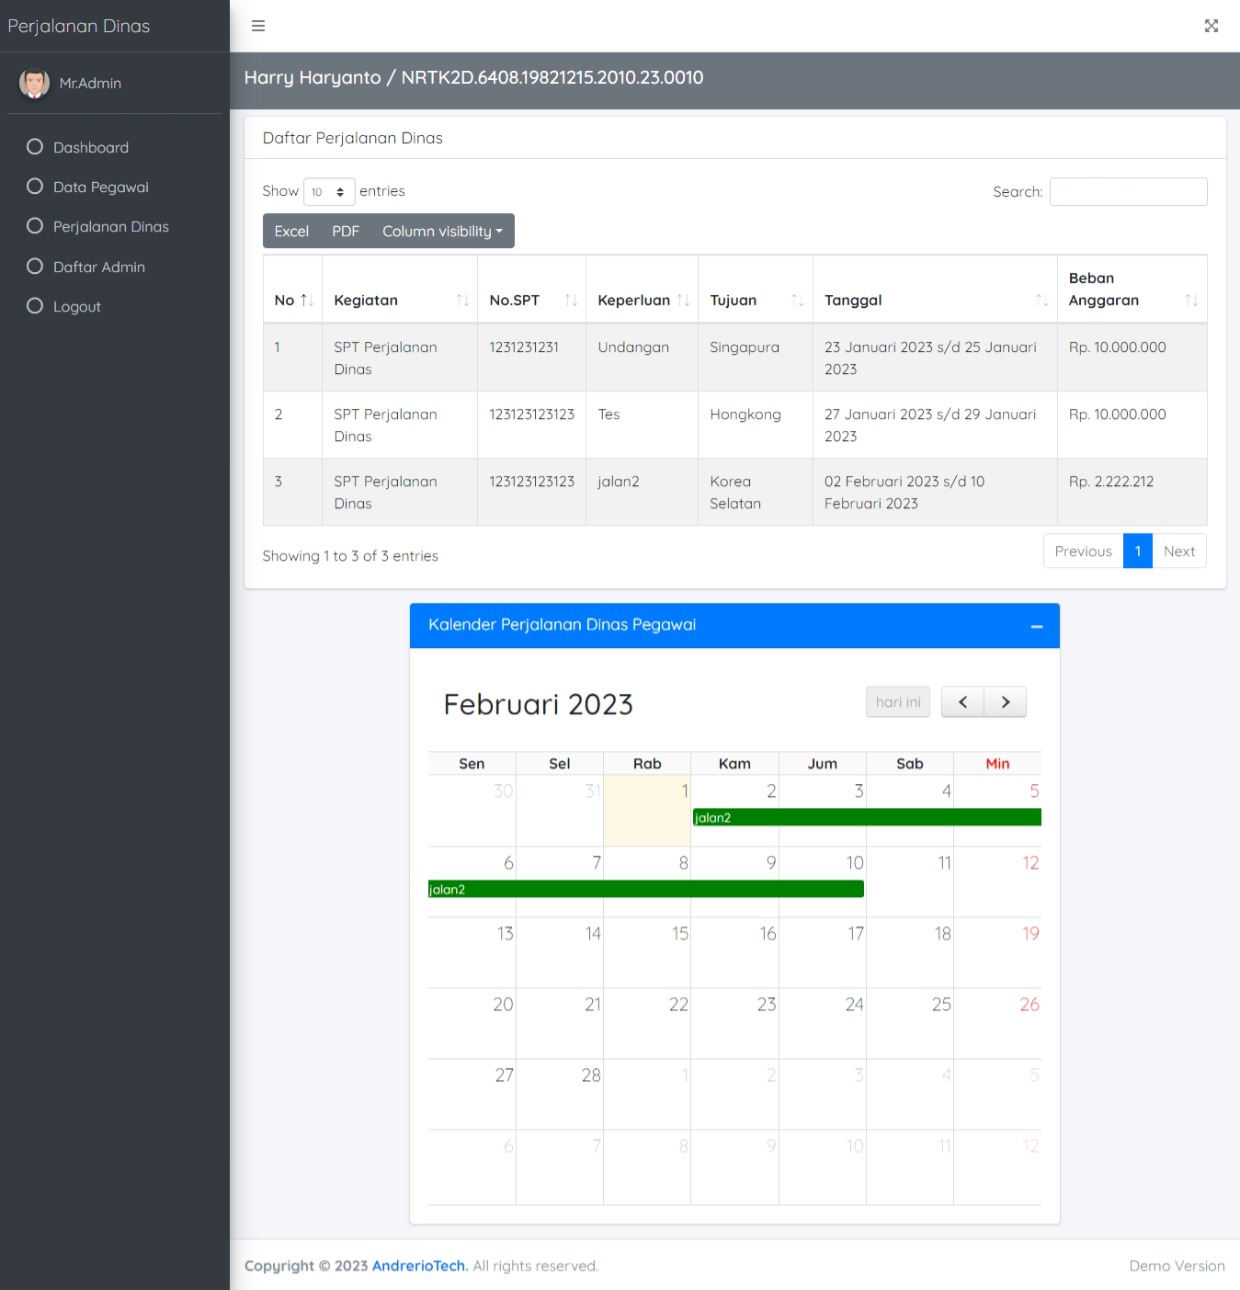 Perjalanan Dinas
Mr.Admin
Dashboard
Data Pegawai
Perjalanan Dinas
Daftar Admin
Logout
Harry Haryanto / NRTK2D.6408.19821215.2010.23.0010
Daftar Perjalanan Dinas
Show 10 entries
Search:
Excel PDF Column visibility
No Kegiatan No.SPT Keperluan Tujuan Tanggal Beban
Anggaran
1 SPT Perjalanan 1231231231 Undangan Singapura 23 Januari 2023 s/d 25 Januari Rp. 10.000.000
Dinas 2023
2 SPT Perjalanan 123123123123 Tes Hongkong 27 Januari 2023 s/d 29 Januari Rp. 10.000.000
Dinas 2023
3 SPT Perjalanan 123123123123 jalan2 Korea 02 Februari 2023 s/d 10 Rp. 2.222.212
Dinas Selatan Februari 2023
Showing 1 to 3 of 3 entries
Previous 1 Next
Kalender Perjalanan Dinas Pegawai
Februari 2023
hari ini
Sen Sel Rab Kam Jum Sab Min
30 31 1 2 3 4 5
jalan2
6 7 8 9 10 11 12
jalan2
13 14 15 16 17 18 19
20 21 22 23 24 25 26
27 28 1 2 3 4 5
6 7 8 9 10 11 12
Copyright © 2023 AndrerioTech. All rights reserved.
Demo Version